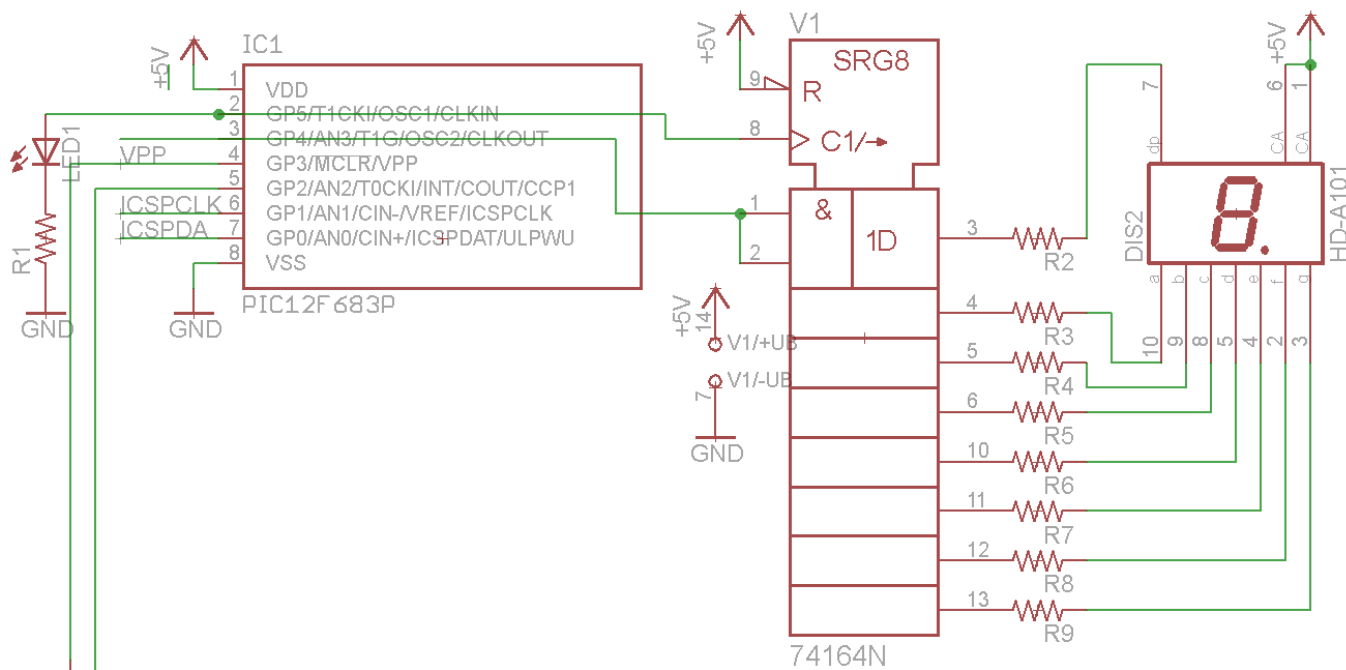 +5V
IC1
1 VDD
2 GP5/T1CKI/OSC1/CLKIN
3 GP4/AN3/T1G/OSC2/CLKOUT
VPP 4 GP3/MCLR/VPP
5 GP2/AN2/T0CKI/INT/COUT/CCP1
ICSPCLK 6 GP1/AN1/CIN-/VREF/ICSPCLK
ICSPDA 7 GP0/AN0/CIN+/ICSPDAT/ULPWU
8 VSS
PIC12F683P
LED1
R1
GND
GND
V1
+5V
SRG8
9 R
8 C1/→
1 &
2 1D
+5V
14
V1/+UB
V1/-UB
7
GND
74164N
3 R2
4 R3
5 R4
6 R5
10 R6
11 R7
12 R8
13 R9
+5V
7 6 1
dp CA CA
8.
DIS2
HD-A101
a b c d e f g
10 9 8 5 4 2 3